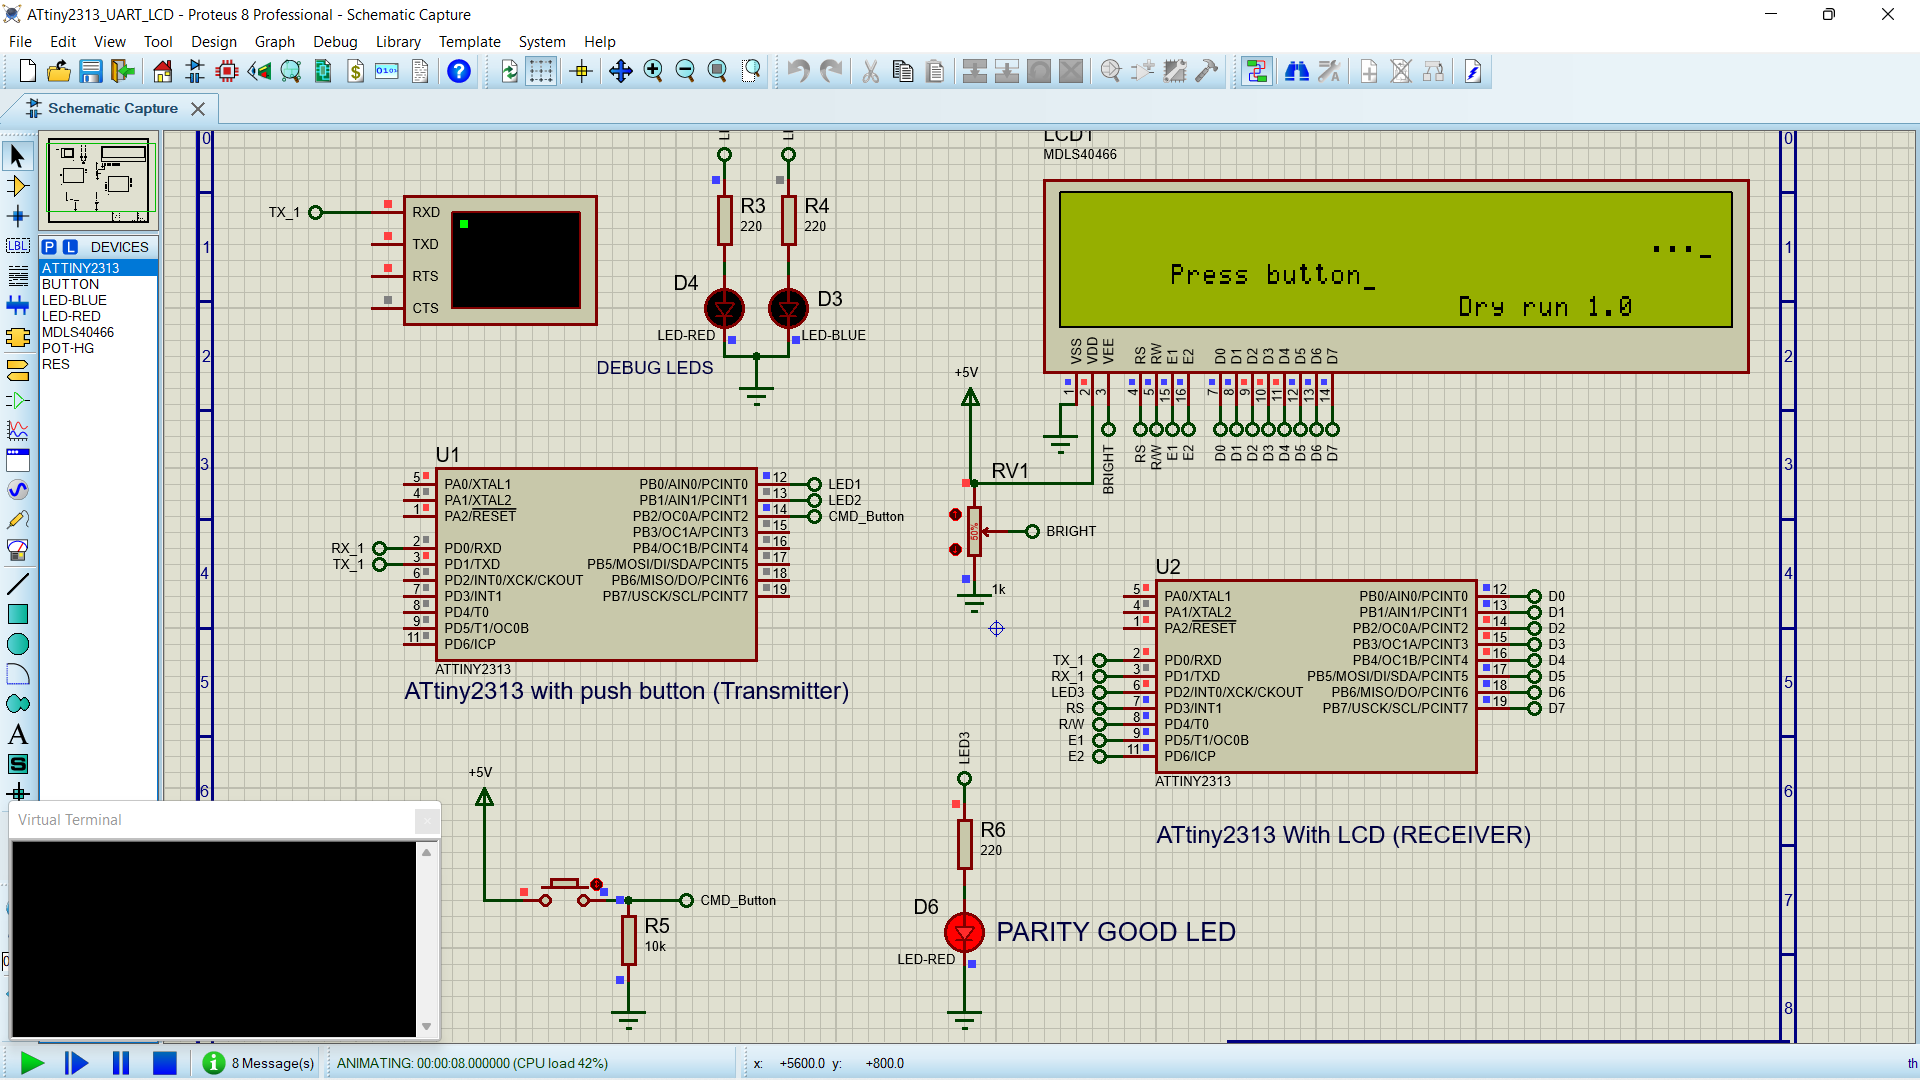 ATtiny2313_UART_LCD - Proteus 8 Professional - Schematic Capture
File Edit View Tool Design Graph Debug Library Template System Help
Schematic Capture
P L DEVICES
ATTINY2313
BUTTON
LED-BLUE
LED-RED
MDLS40466
POT-HG
RES
0 1 2 3 4 5 6
TX_1
RXD
TXD
RTS
CTS
R3
220
R4
220
D4
LED-RED
D3
LED-BLUE
DEBUG LEDS
LCD1
MDLS40466
..._
Press button_
Dry run 1.0
VSS VDD VEE RS RW E1 E2 D0 D1 D2 D3 D4 D5 D6 D7
1 2 3 4 5 15 16 7 8 9 10 11 12 13 14
BRIGHT RS R/W E1 E2 D0 D1 D2 D3 D4 D5 D6 D7
0 1 2 3 4 5 6 7 8
+5V
RV1
50%
BRIGHT
1k
U1
5 PA0/XTAL1 PB0/AIN0/PCINT0 12 LED1
4 PA1/XTAL2 PB1/AIN1/PCINT1 13 LED2
1 PA2/RESET PB2/OC0A/PCINT2 14 CMD_Button
PB3/OC1A/PCINT3 15
RX_1 2 PD0/RXD PB4/OC1B/PCINT4 16
TX_1 3 PD1/TXD PB5/MOSI/DI/SDA/PCINT5 17
6 PD2/INT0/XCK/CKOUT PB6/MISO/DO/PCINT6 18
7 PD3/INT1 PB7/USCK/SCL/PCINT7 19
8 PD4/T0
9 PD5/T1/OC0B
11 PD6/ICP
ATTINY2313
ATtiny2313 with push button (Transmitter)
U2
5 PA0/XTAL1 PB0/AIN0/PCINT0 12 D0
4 PA1/XTAL2 PB1/AIN1/PCINT1 13 D1
1 PA2/RESET PB2/OC0A/PCINT2 14 D2
PB3/OC1A/PCINT3 15 D3
TX_1 2 PD0/RXD PB4/OC1B/PCINT4 16 D4
RX_1 3 PD1/TXD PB5/MOSI/DI/SDA/PCINT5 17 D5
LED3 6 PD2/INT0/XCK/CKOUT PB6/MISO/DO/PCINT6 18 D6
RS 7 PD3/INT1 PB7/USCK/SCL/PCINT7 19 D7
R/W 8 PD4/T0
E1 9 PD5/T1/OC0B
E2 11 PD6/ICP
ATTINY2313
ATtiny2313 With LCD (RECEIVER)
+5V
CMD_Button
R5
10k
LED3
R6
220
D6
LED-RED
PARITY GOOD LED
Virtual Terminal
8 Message(s)
ANIMATING: 00:00:08.000000 (CPU load 42%)
x: +5600.0 y: +800.0
th